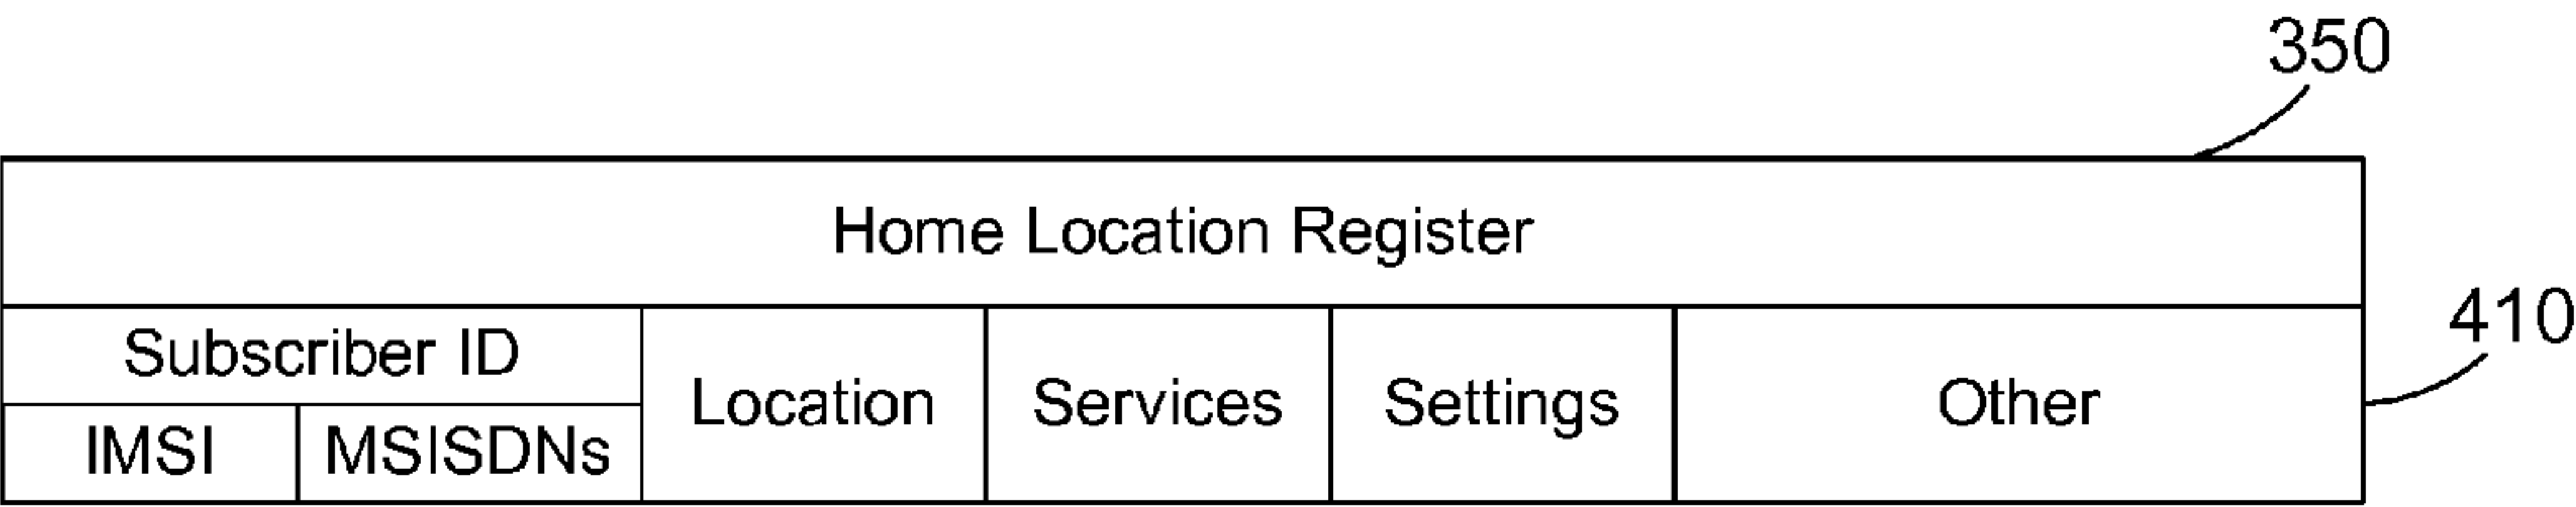 350
Home Location Register
410
Subscriber ID
Location Services Settings Other
IMSI MSISDNs